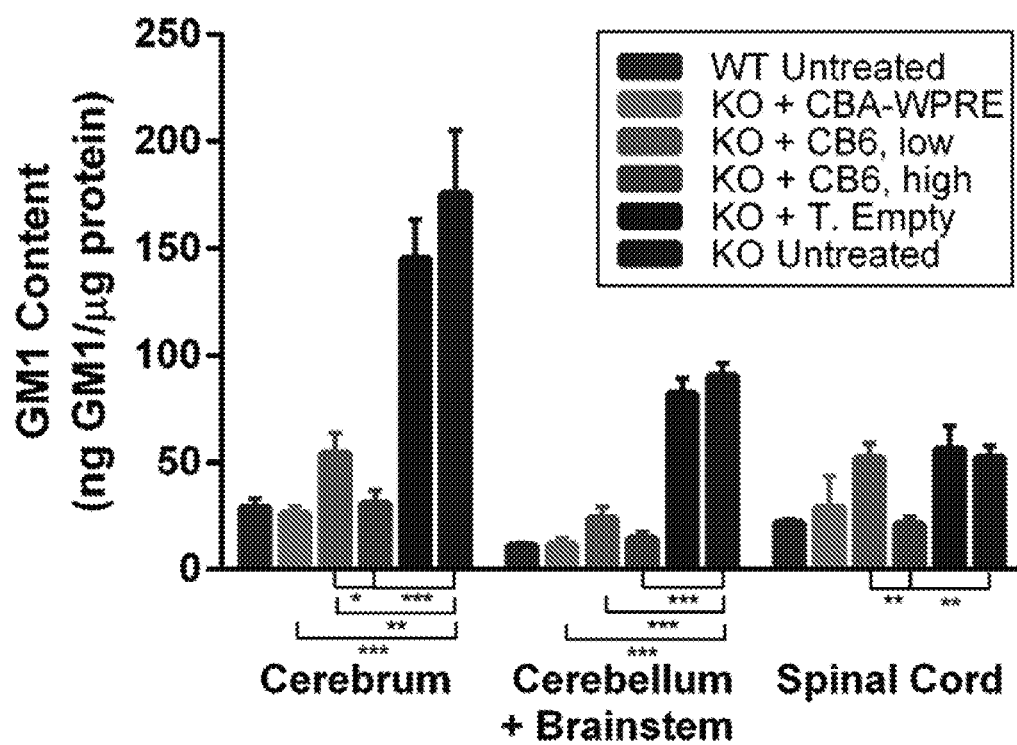 250
200
150
100
50
0
GM1 Content
(ng GM1/µg protein)
WT Untreated
KO + CBA-WPRE
KO + CB6, low
KO + CB6, high
KO + T. Empty
KO Untreated
* ***
**
***
***
***
***
** **
Cerebrum
Cerebellum
+ Brainstem
Spinal Cord